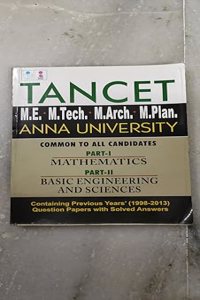 TANCET
M.E. M.Tech. M.Arch. M.Plan.
ANNA UNIVERSITY
COMMON TO ALL CANDIDATES
PART-I
MATHEMATICS
PART-II
BASIC ENGINEERING
AND SCIENCES
Containing Previous Years' (1998-2013)
Question Papers with Solved Answers